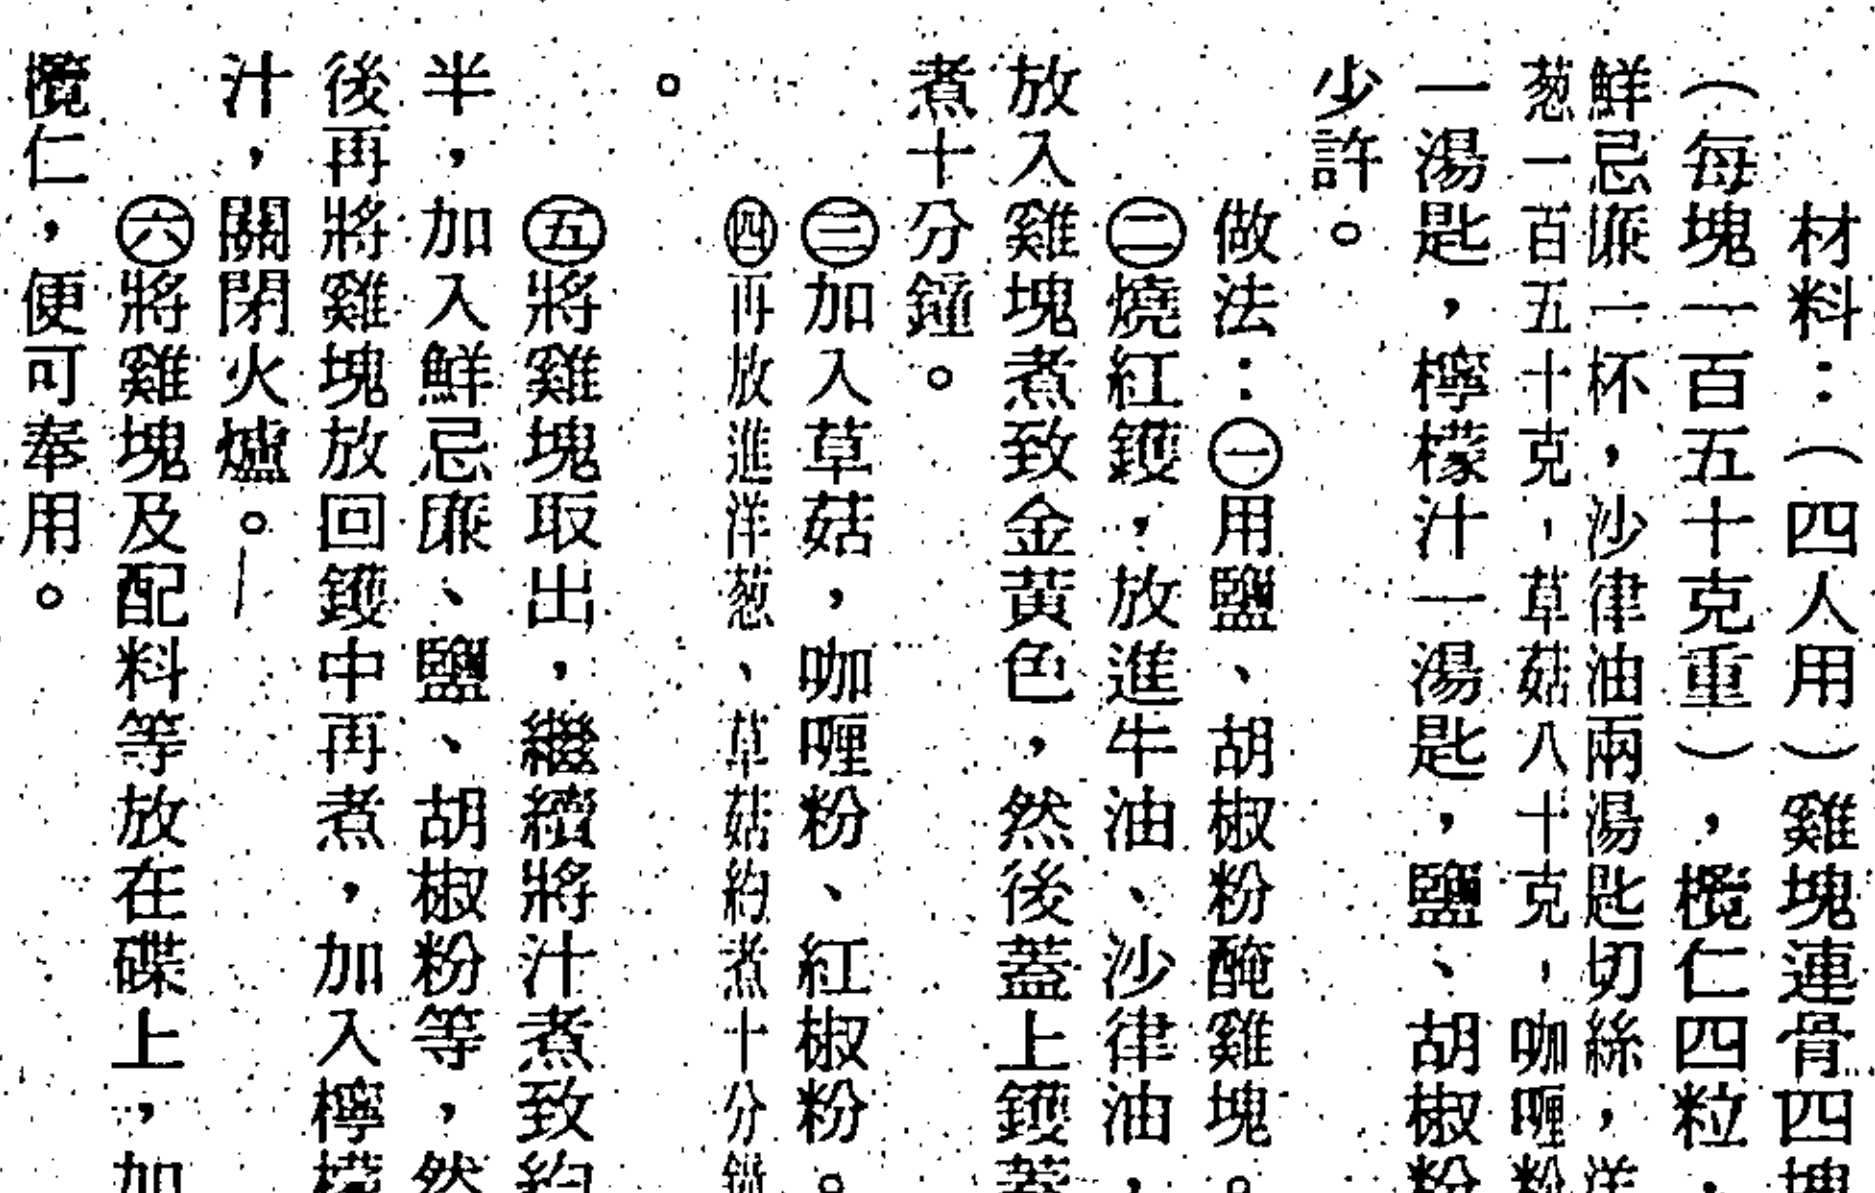 材料：（四人用）雞塊連骨四塊
（每塊一百五十克重），欖仁四粒，
鮮忌廉一杯，沙律油兩湯匙切絲，洋
葱一百五十克，草菇八十克，咖喱粉
一湯匙，檸檬汁一湯匙，鹽、胡椒粉
少許。
做法：㊀用鹽、胡椒粉醃雞塊。
㊁燒紅鑊，放進牛油、沙律油，
放入雞塊煮致金黃色，然後蓋上鑊蓋
煮十分鐘。
㊂加入草菇，咖喱粉、紅椒粉。
㊃再放進洋葱、草菇約煮十分鐘
。
㊄將雞塊取出，繼續將汁煮致約
半，加入鮮忌廉、鹽、胡椒粉等，然
後再將雞塊放回鑊中再煮，加入檸檬
汁，關閉火爐。
㊅將雞塊及配料等放在碟上，加
欖仁，便可奉用。